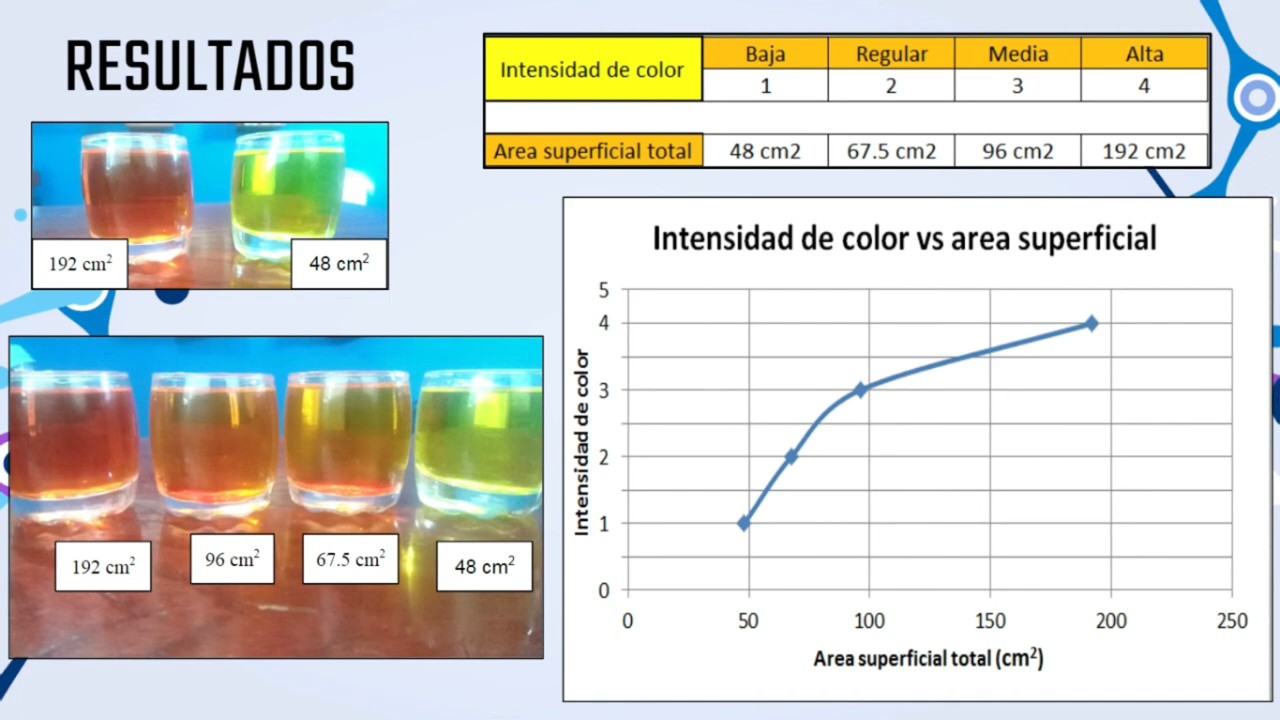 RESULTADOS
Intensidad de color
Baja Regular Media Alta
1 2 3 4
Area superficial total 48 cm2 67.5 cm2 96 cm2 192 cm2
192 cm²
48 cm²
192 cm²
96 cm²
67.5 cm²
48 cm²
Intensidad de color vs area superficial
Intensidad de color
5
4
3
2
1
0
0 50 100 150 200 250
Area superficial total (cm²)